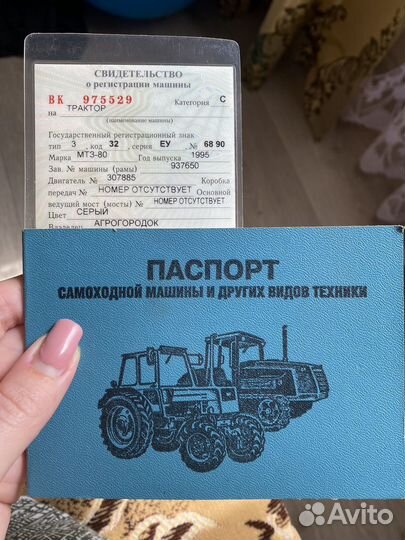 СВИДЕТЕЛЬСТВО
о регистрации машины
ВК 975529 Категория С
на ТРАКТОР
(наименование машины)
Государственный регистрационный знак
тип 3 , код 32 , серия ЕУ , № 68 90
Марка МТЗ-80 Год выпуска 1995
Зав. № машины (рамы) 937650
Двигатель № 307885 Коробка
передач № НОМЕР ОТСУТСТВУЕТ Основной
ведущий мост (мосты) № НОМЕР ОТСУТСТВУЕТ
Цвет СЕРЫЙ
Владелец АГРОГОРОДОК
ПАСПОРТ
САМОХОДНОЙ МАШИНЫ И ДРУГИХ ВИДОВ ТЕХНИКИ
Avito